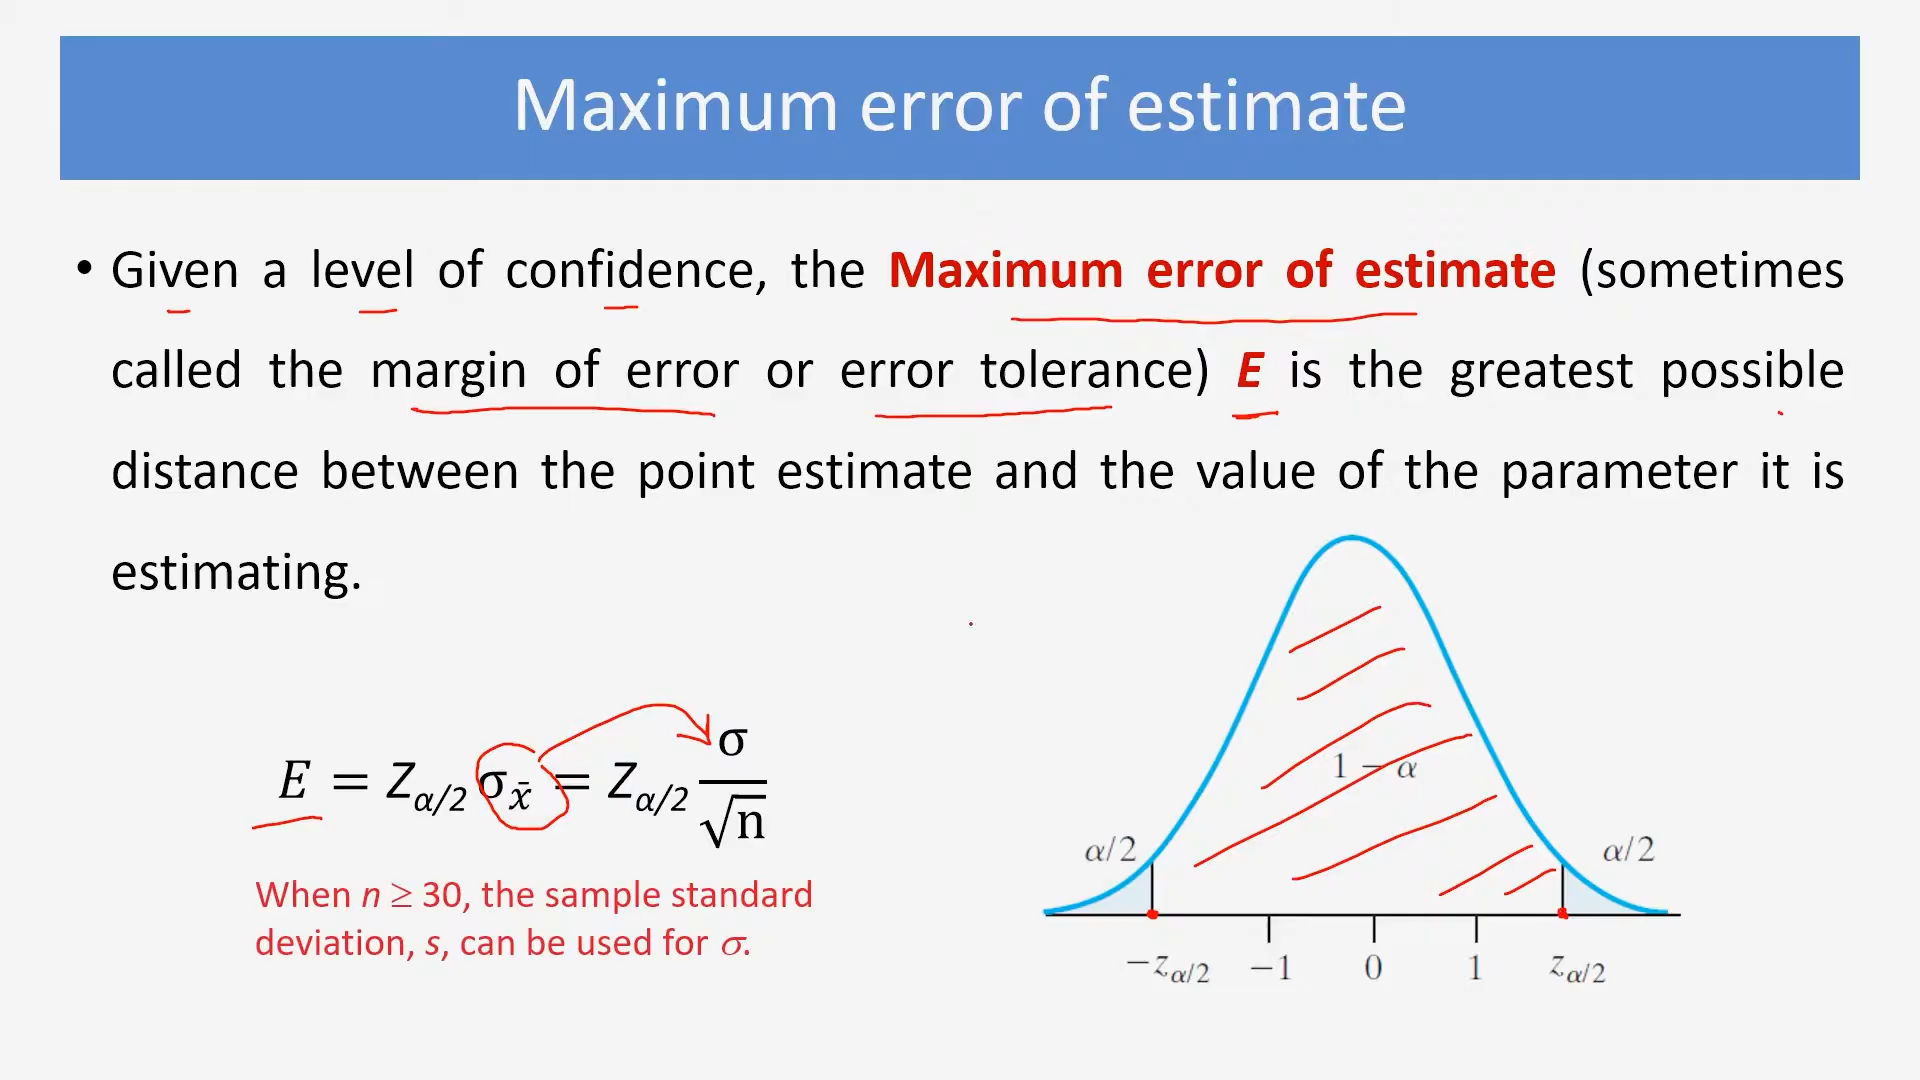 Maximum error of estimate
• Given a level of confidence, the Maximum error of estimate (sometimes
called the margin of error or error tolerance) E is the greatest possible
distance between the point estimate and the value of the parameter it is
estimating.
E = Z_{α/2} σ_{x̄} = Z_{α/2} σ/√n
When n ≥ 30, the sample standard
deviation, s, can be used for σ.
1 − α
α/2 α/2
−z_{α/2} −1 0 1 z_{α/2}